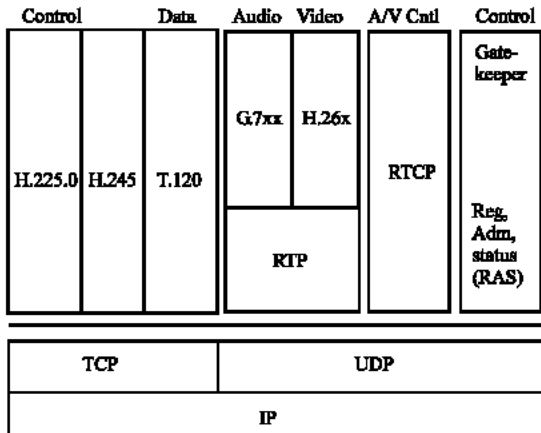 Control Data Audio Video A/V Cntl Control
Gate-
keeper
G.7xx H.26x
H.225.0 H.245 T.120
RTCP
Reg,
Adm,
status
(RAS)
RTP
TCP UDP
IP